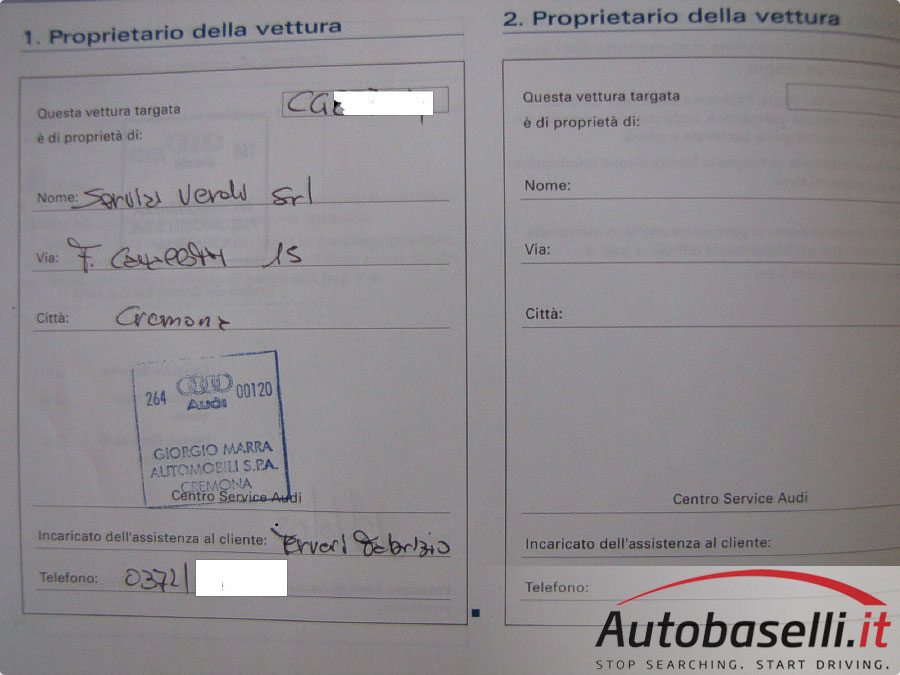 1. Proprietario della vettura
Questa vettura targata CG
è di proprietà di:
Nome: Servizi Verdi Srl
Via: F. 15
Città: Cremona
264 Audi 00120
GIORGIO MARRA
AUTOMOBILI S.P.A.
CREMONA
Centro Service Audi
Incaricato dell'assistenza al cliente: Fabrizio
Telefono: 0372/
2. Proprietario della vettura
Questa vettura targata
è di proprietà di:
Nome:
Via:
Città:
Centro Service Audi
Incaricato dell'assistenza al cliente:
Telefono:
Autobaselli.it
STOP SEARCHING. START DRIVING.